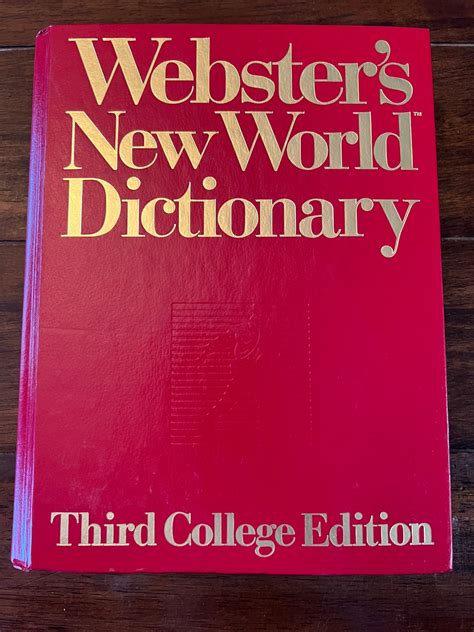 Webster's
New World™
Dictionary
Third College Edition